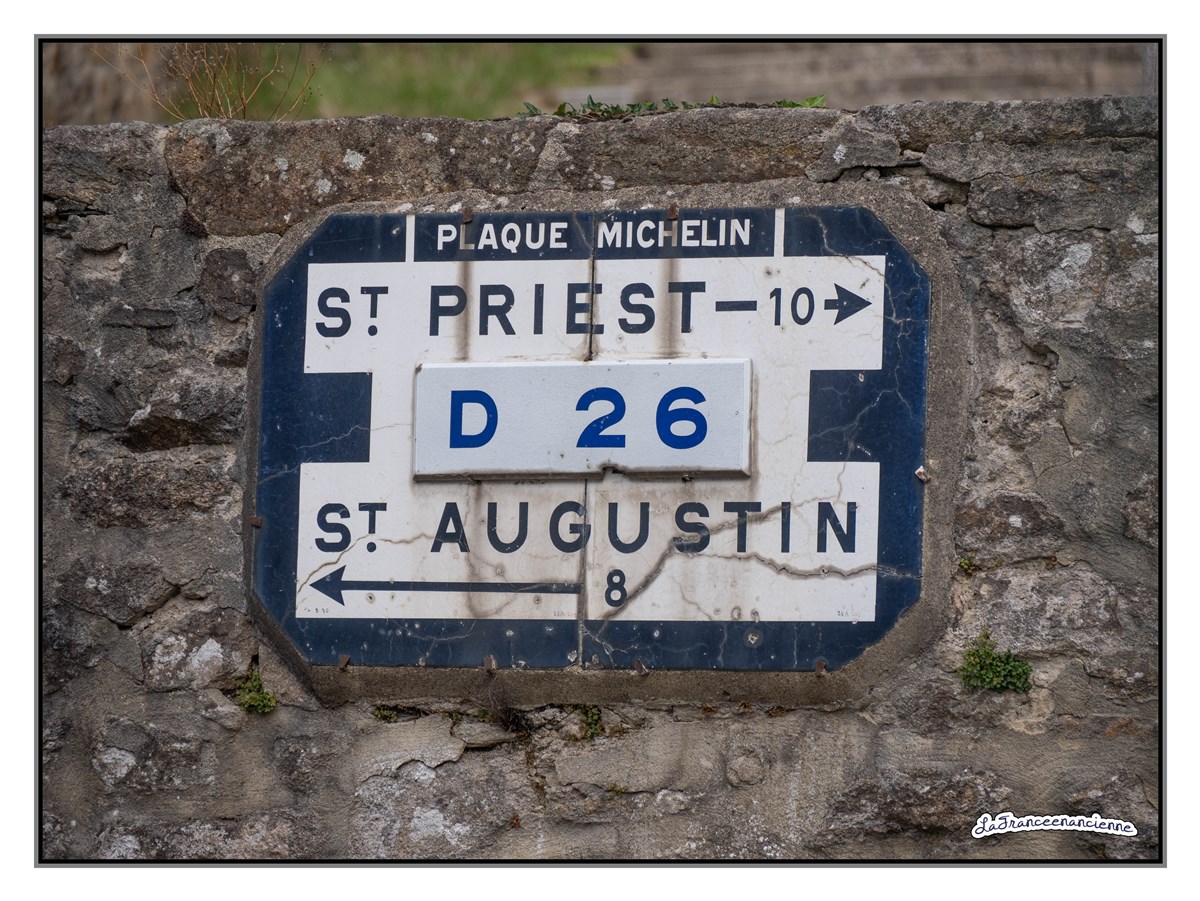 PLAQUE MICHELIN
ST PRIEST — 10 →
D 26
ST AUGUSTIN
← 8
LaFranceenancienne